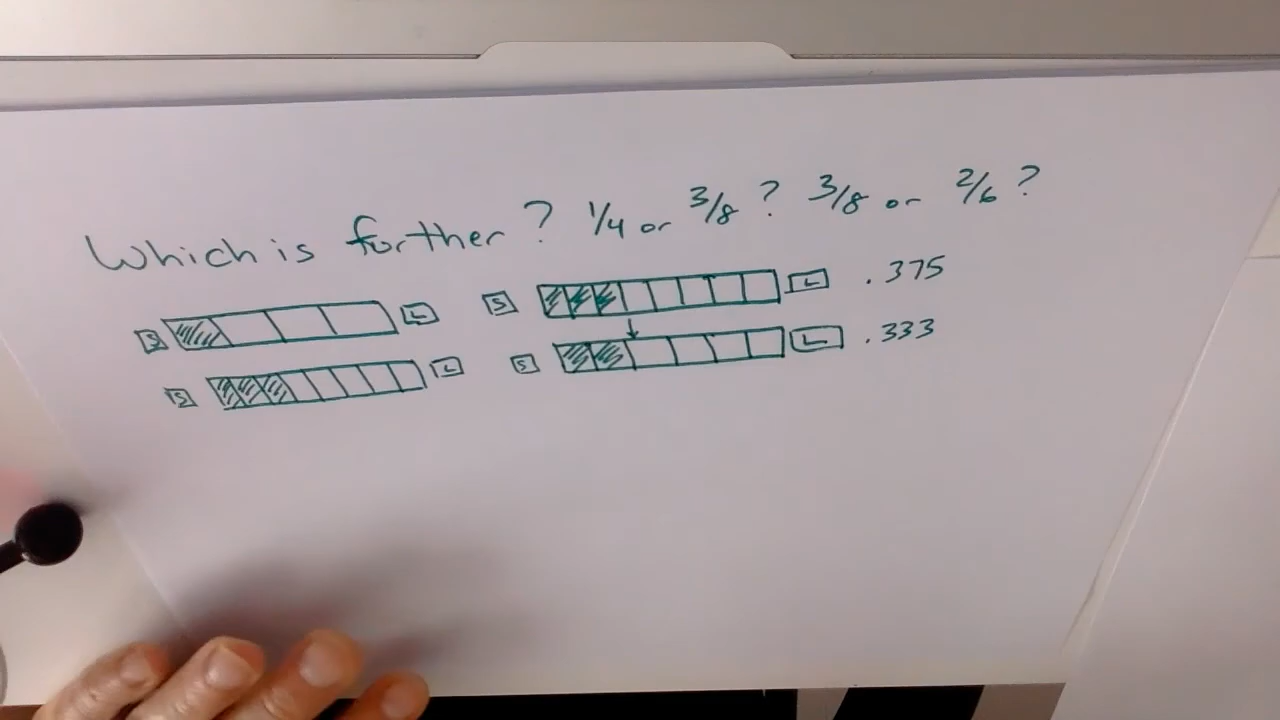 Which is further? 1/4 or 3/8? 3/8 or 2/6?
S L S L .375
S L S L .333